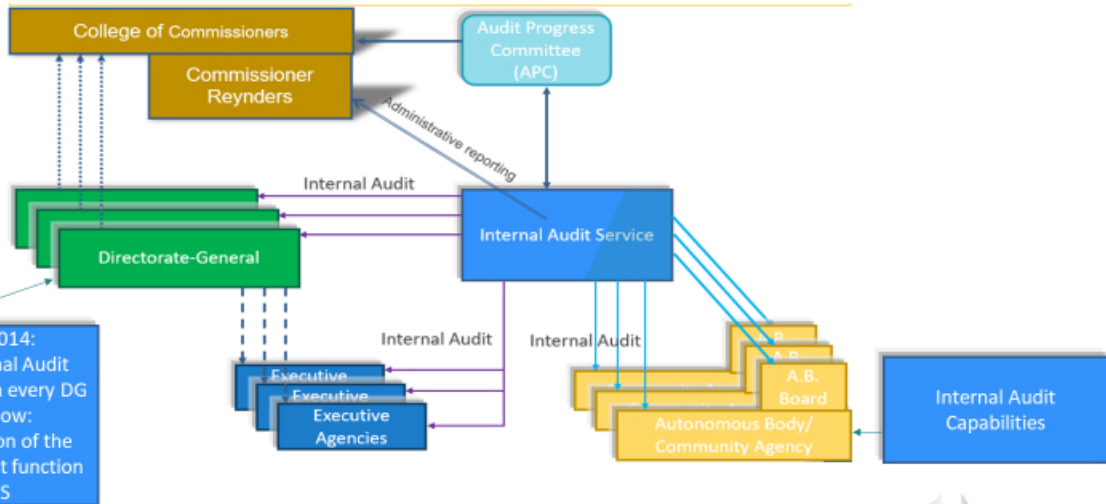 College of Commissioners
Commissioner
Reynders
Audit Progress
Committee
(APC)
Administrative reporting
Internal Audit
Internal Audit Service
Directorate-General
Internal Audit
Internal Audit
014:
nal Audit
every DG
ow:
on of the
t function
S
Executive
Executive
Executive
Agencies
A.B.
A.B.
A.B.
Board
Autonomous Body/
Community Agency
Internal Audit
Capabilities